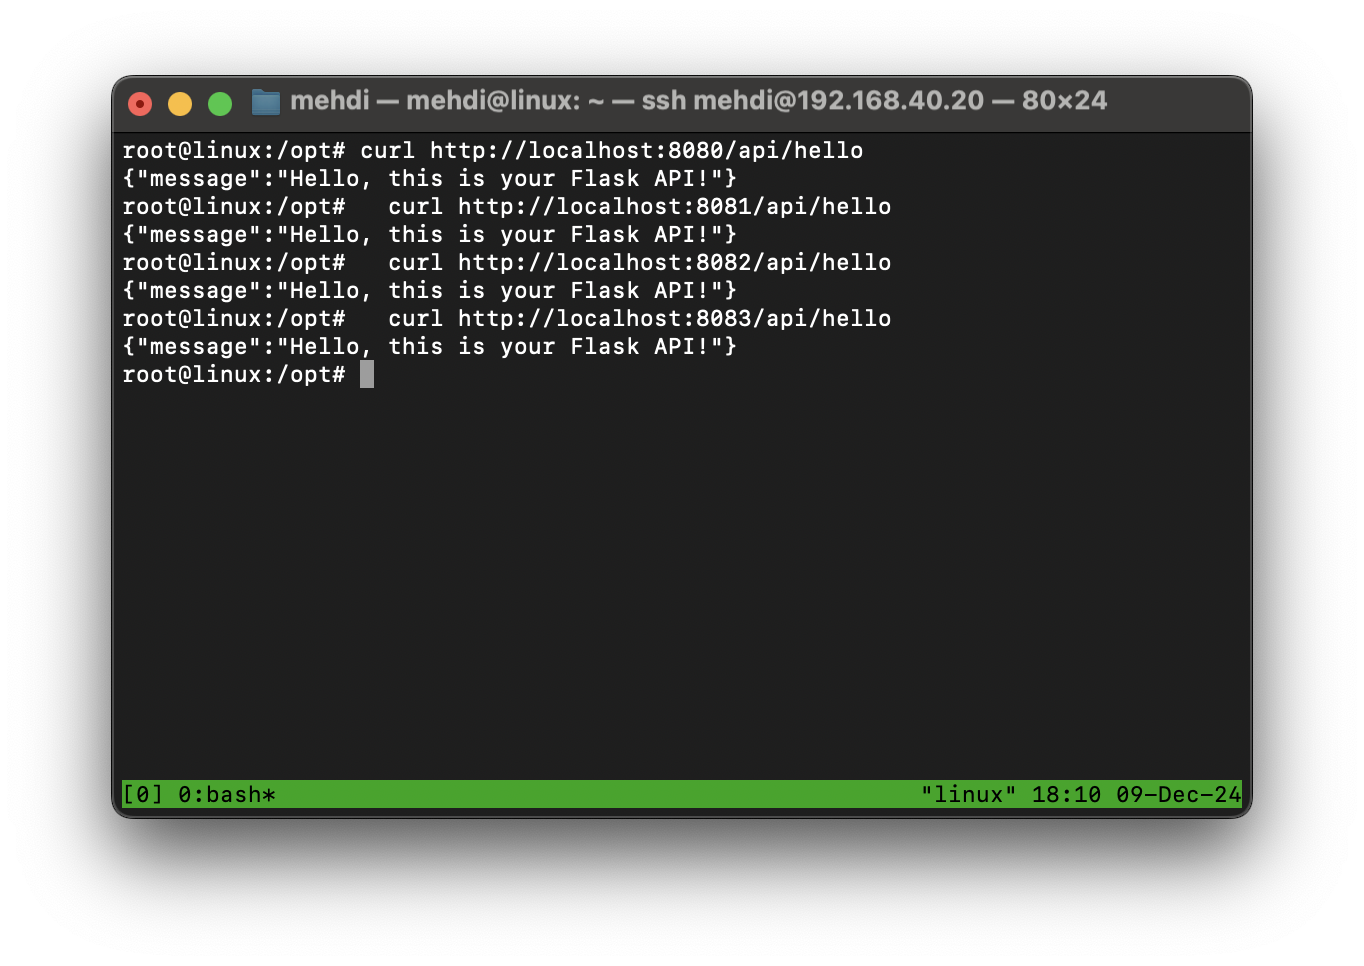 mehdi — mehdi@linux: ~ — ssh mehdi@192.168.40.20 — 80×24
root@linux:/opt# curl http://localhost:8080/api/hello
{"message":"Hello, this is your Flask API!"}
root@linux:/opt#   curl http://localhost:8081/api/hello
{"message":"Hello, this is your Flask API!"}
root@linux:/opt#   curl http://localhost:8082/api/hello
{"message":"Hello, this is your Flask API!"}
root@linux:/opt#   curl http://localhost:8083/api/hello
{"message":"Hello, this is your Flask API!"}
root@linux:/opt#
[0] 0:bash* "linux" 18:10 09-Dec-24